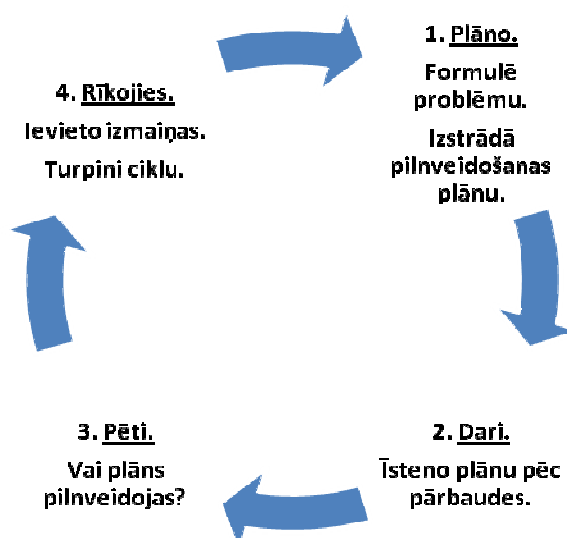 1. Plāno.
Formulē
problēmu.
Izstrādā
pilnveidošanas
plānu.
2. Dari.
Īsteno plānu pēc
pārbaudes.
3. Pēti.
Vai plāns
pilnveidojas?
4. Rīkojies.
Ievieto izmaiņas.
Turpini ciklu.